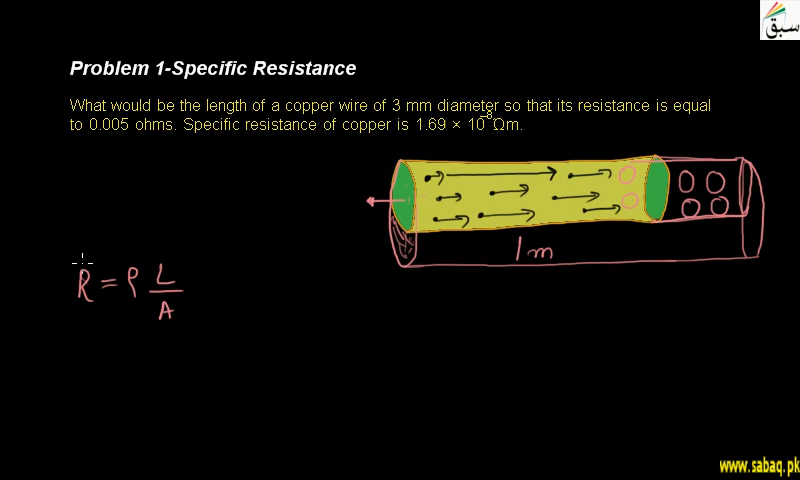 سبق
Problem 1-Specific Resistance
What would be the length of a copper wire of 3 mm diameter so that its resistance is equal
to 0.005 ohms. Specific resistance of copper is 1.69 × 10⁻⁸Ωm.
1m
R = ρ L/A
www.sabaq.pk